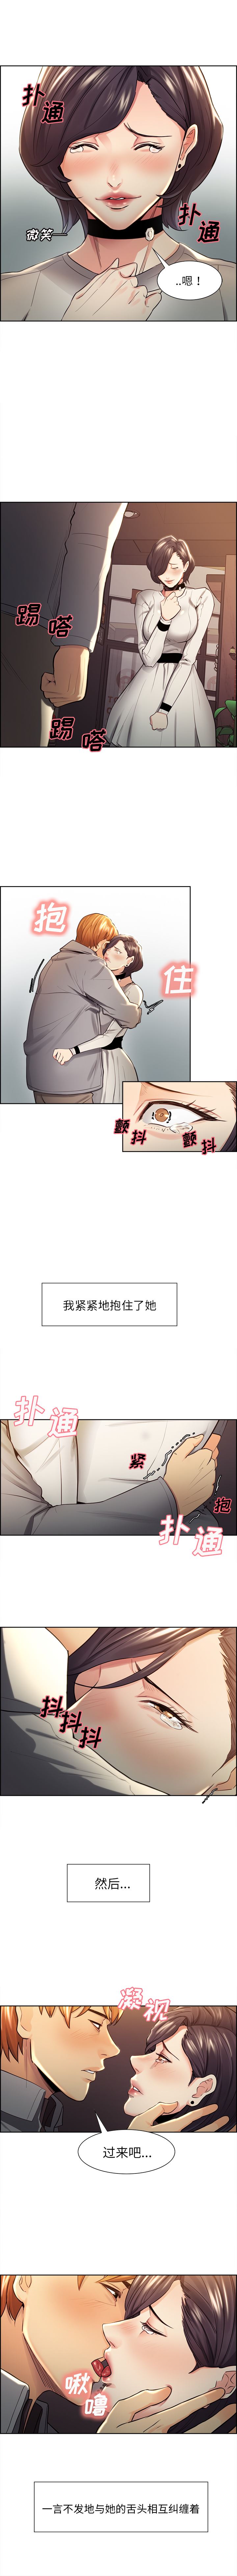 扑通
微笑—
扑通
..嗯！
踢嗒
踢嗒
抱住
颤抖
颤抖
我紧紧地抱住了她
扑通
紧
抱
扑通
抖抖抖
然后...
凝视
过来吧...
啾噜
一言不发地与她的舌头相互纠缠着